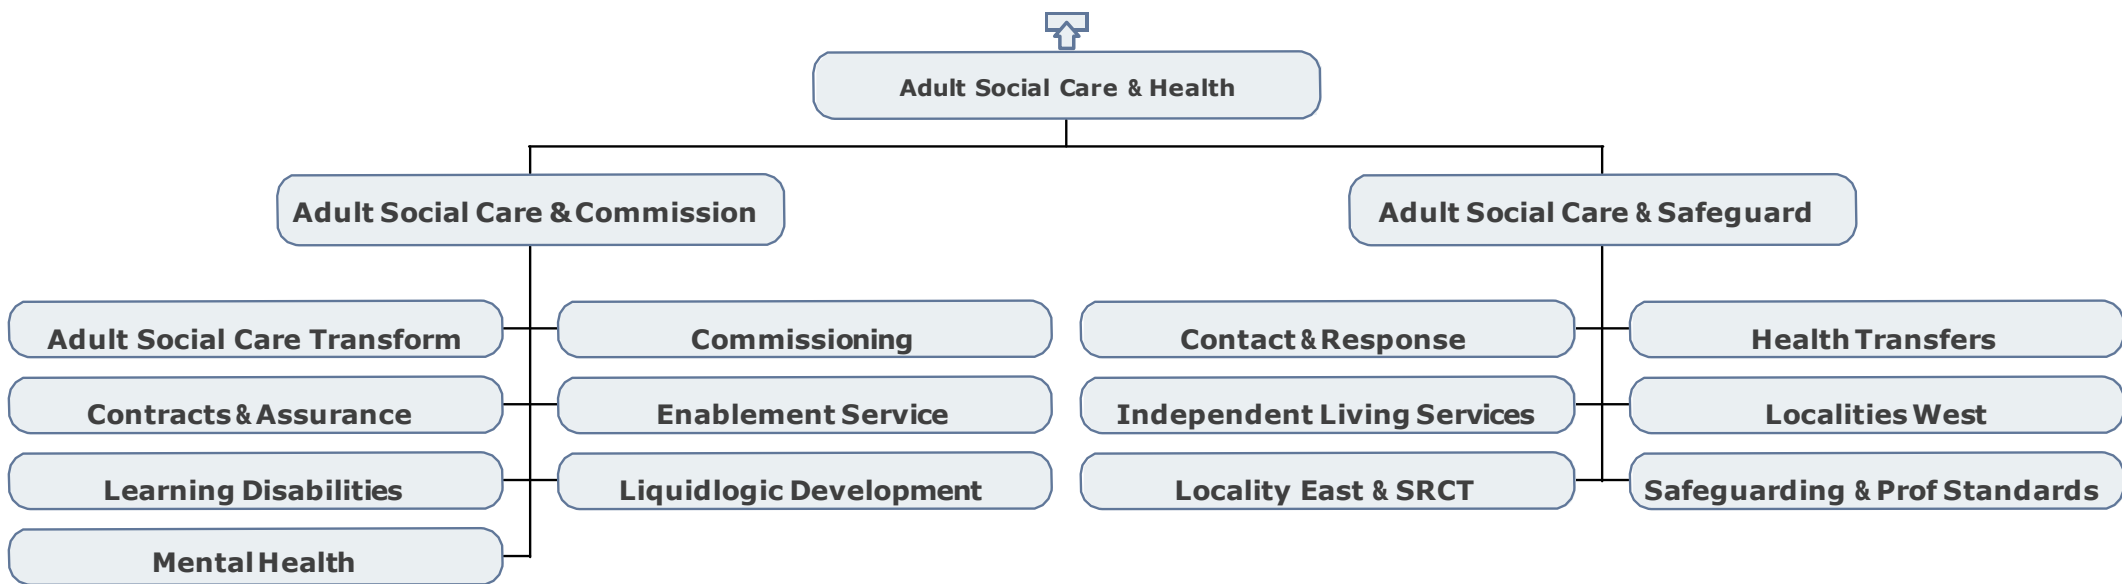 Adult Social Care & Health
Adult Social Care & Commission
Adult Social Care & Safeguard
Adult Social Care Transform
Commissioning
Contact & Response
Health Transfers
Contracts & Assurance
Enablement Service
Independent Living Services
Localities West
Learning Disabilities
Liquidlogic Development
Locality East & SRCT
Safeguarding & Prof Standards
Mental Health